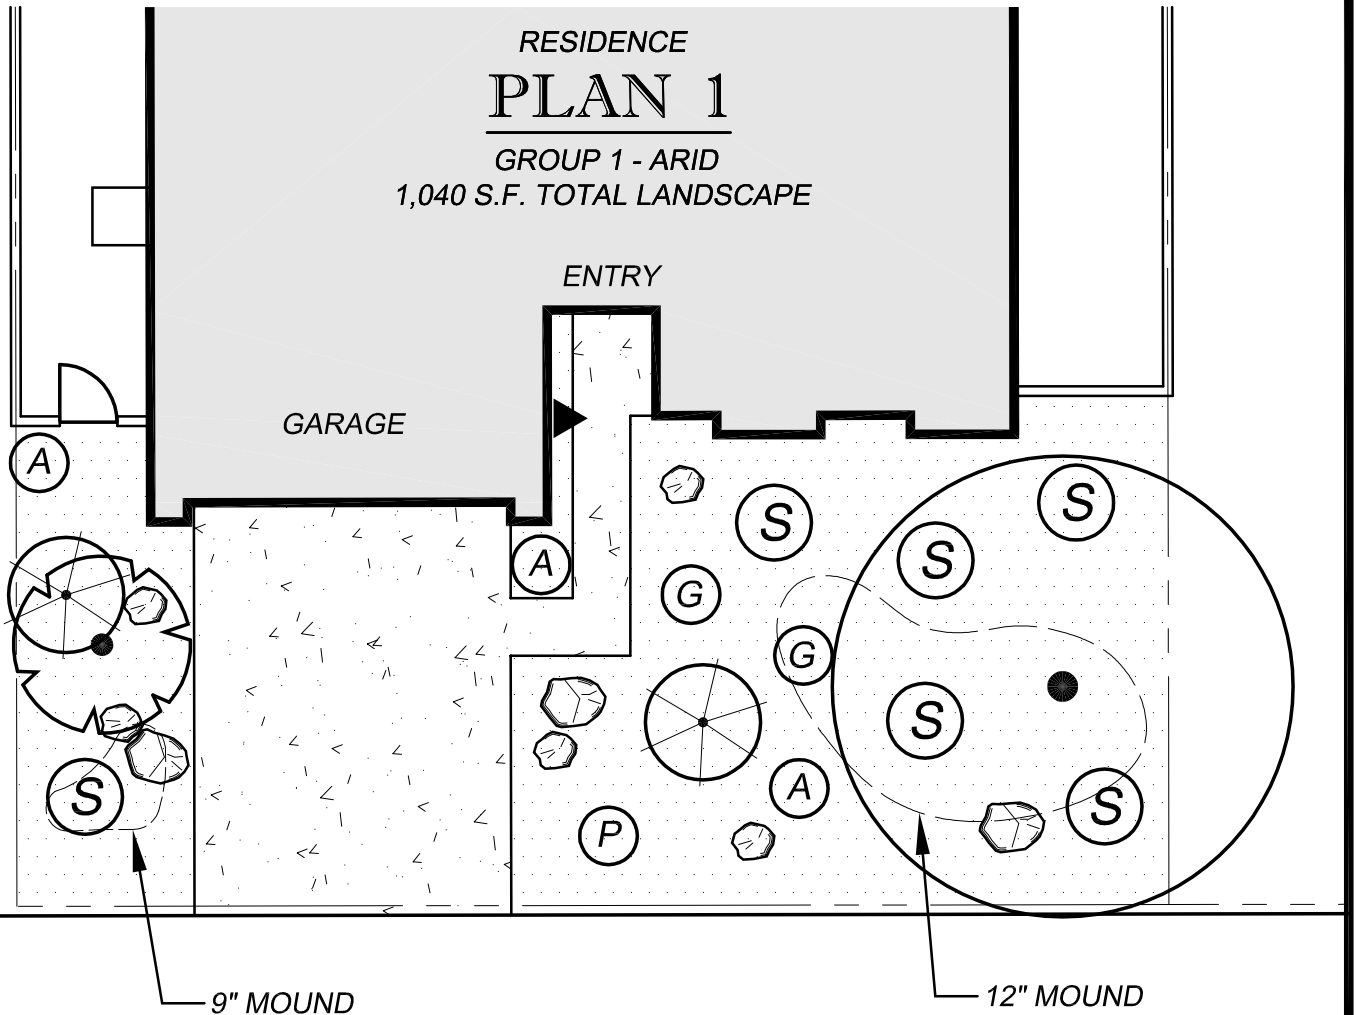 RESIDENCE
PLAN 1
GROUP 1 - ARID
1,040 S.F. TOTAL LANDSCAPE
ENTRY
GARAGE
A
S
S
S
A
G
G
S
A
S
S
P
9" MOUND
12" MOUND